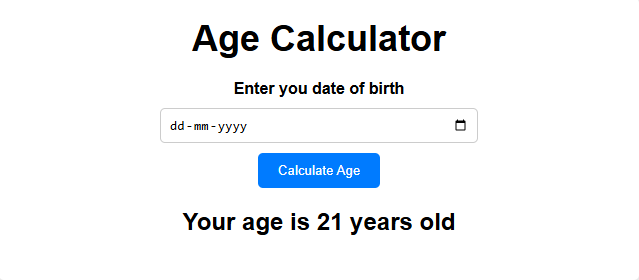 Age Calculator
Enter you date of birth
dd-mm-yyyy
Calculate Age
Your age is 21 years old